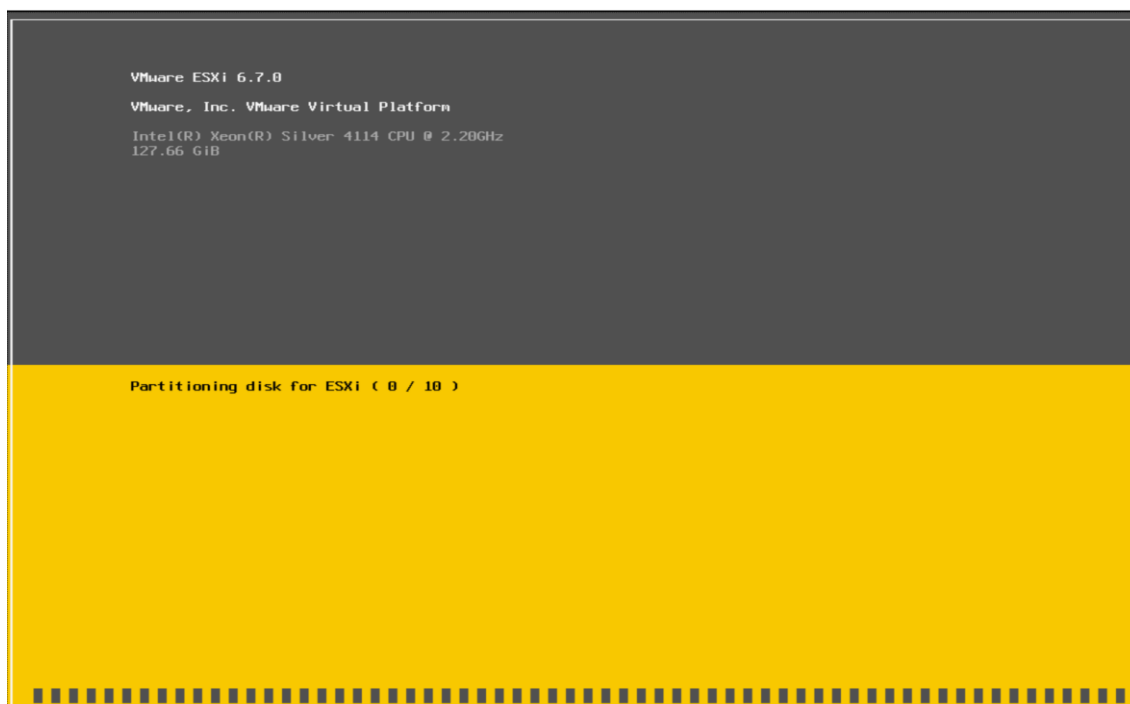 VMware ESXi 6.7.0
VMware, Inc. VMware Virtual Platform
Intel(R) Xeon(R) Silver 4114 CPU @ 2.20GHz
127.66 GiB
Partitioning disk for ESXi ( 0 / 10 )